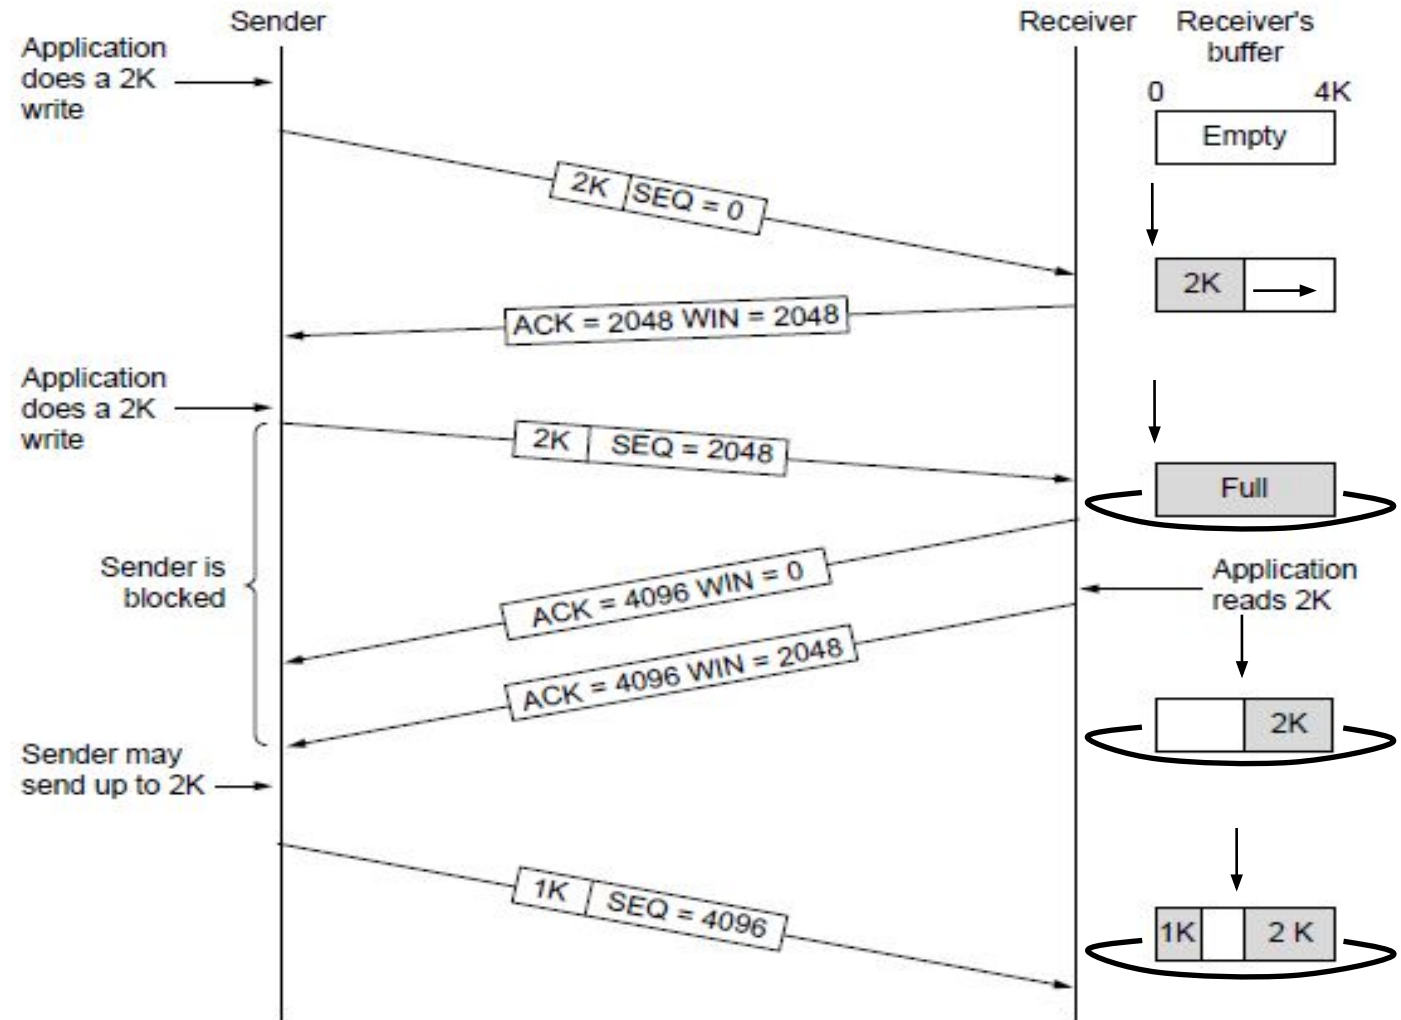 Sender
Receiver
Receiver's
buffer
Application
does a 2K
write
0 4K
Empty
2K SEQ = 0
2K
ACK = 2048 WIN = 2048
Application
does a 2K
write
2K SEQ = 2048
Full
Sender is
blocked
ACK = 4096 WIN = 0
Application
reads 2K
ACK = 4096 WIN = 2048
2K
Sender may
send up to 2K
1K SEQ = 4096
1K 2 K